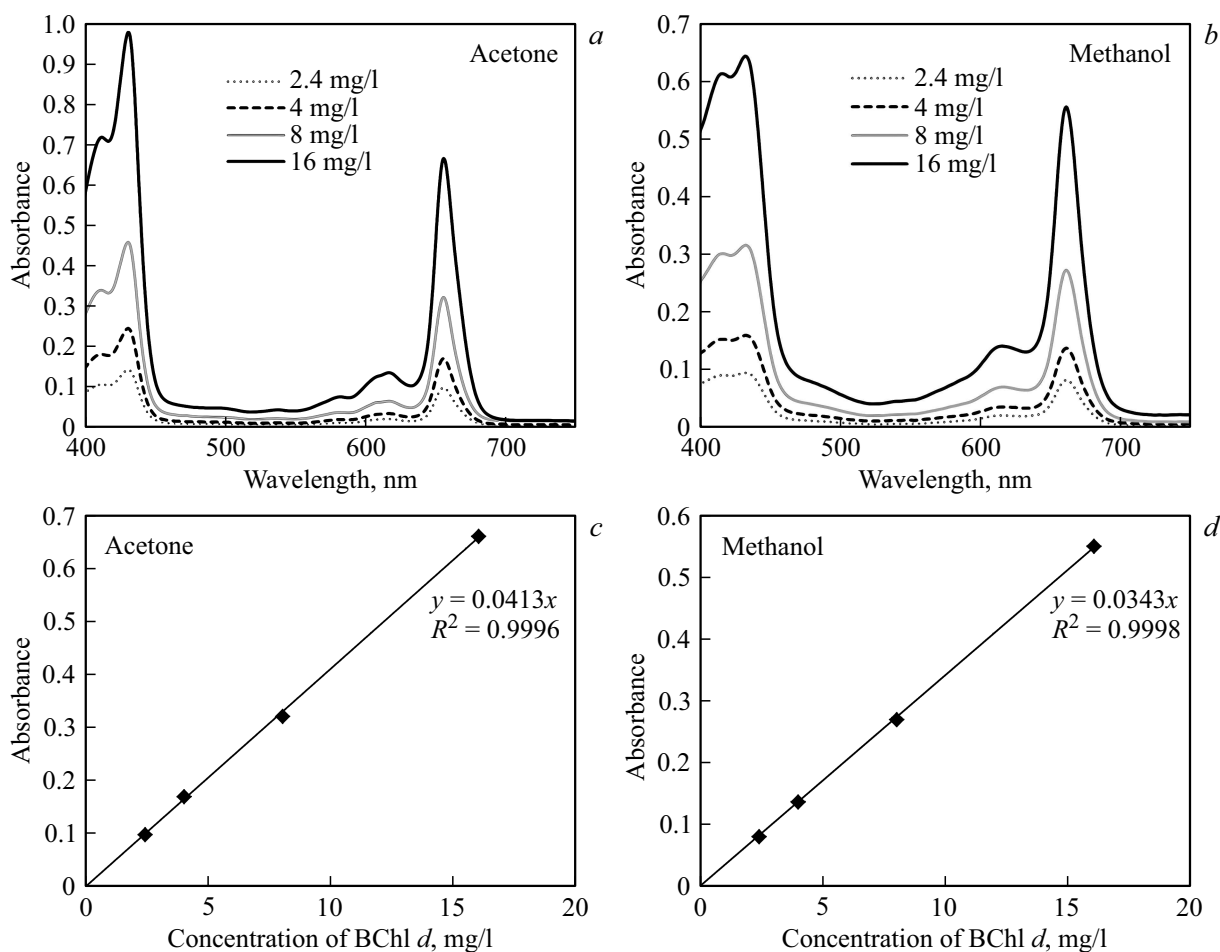 a
Acetone
2.4 mg/l
4 mg/l
8 mg/l
16 mg/l
1.0
0.9
0.8
0.7
0.6
0.5
0.4
0.3
0.2
0.1
0
Absorbance
400 500 600 700
Wavelength, nm
b
Methanol
2.4 mg/l
4 mg/l
8 mg/l
16 mg/l
0.7
0.6
0.5
0.4
0.3
0.2
0.1
0
Absorbance
400 500 600 700
Wavelength, nm
c
Acetone
y = 0.0413x
R² = 0.9996
0.7
0.6
0.5
0.4
0.3
0.2
0.1
0
Absorbance
0 5 10 15 20
Concentration of BChl d, mg/l
d
Methanol
y = 0.0343x
R² = 0.9998
0.6
0.5
0.4
0.3
0.2
0.1
0
Absorbance
0 5 10 15 20
Concentration of BChl d, mg/l